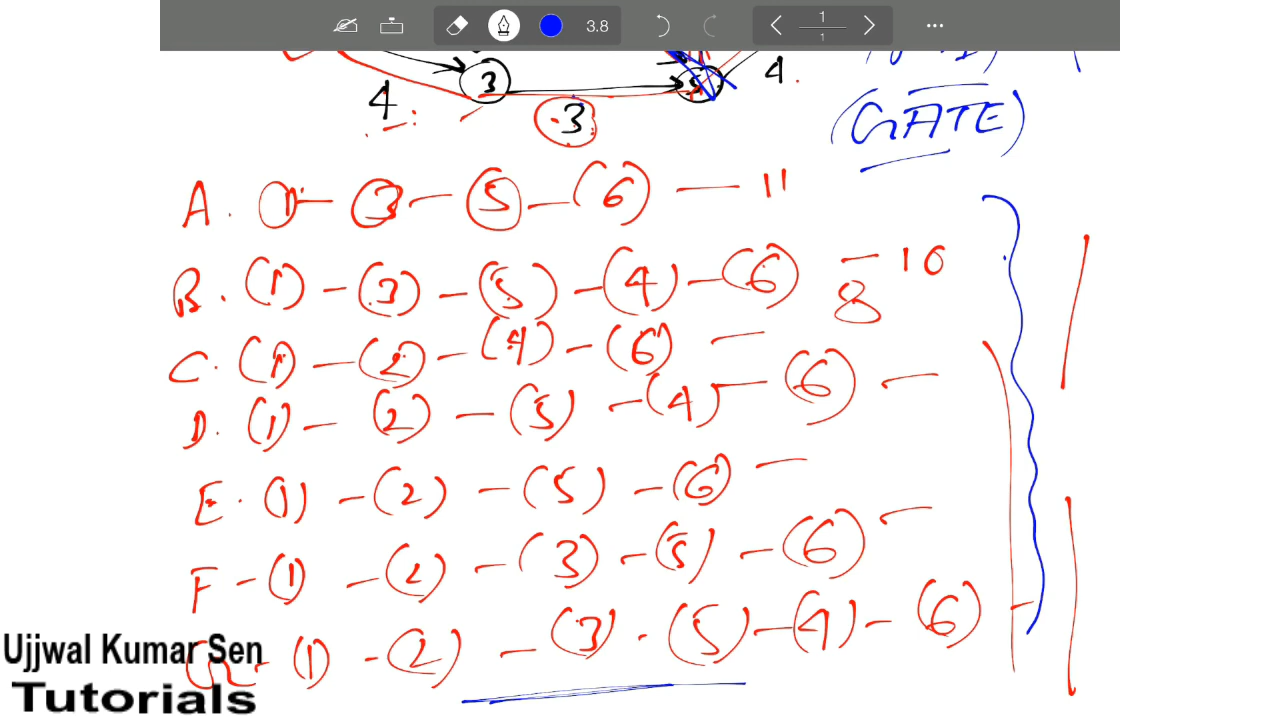 3.8
1
1
3
5
4
4
-3
(GATE)
A. 1 — 3 — 5 — (6) — 11
B. (1) — (3) — (5) — (4) — (6) — 10
8
C. (1) — (2) — (4) — (6) —
D. (1) — (2) — (5) — (4) — (6) —
E. (1) — (2) — (5) — (6) —
F - (1) — (2) — (3) — (5) — (6) —
G - (1) - (2) — (3) - (5) — (4) — (6) —
Ujjwal Kumar Sen
Tutorials